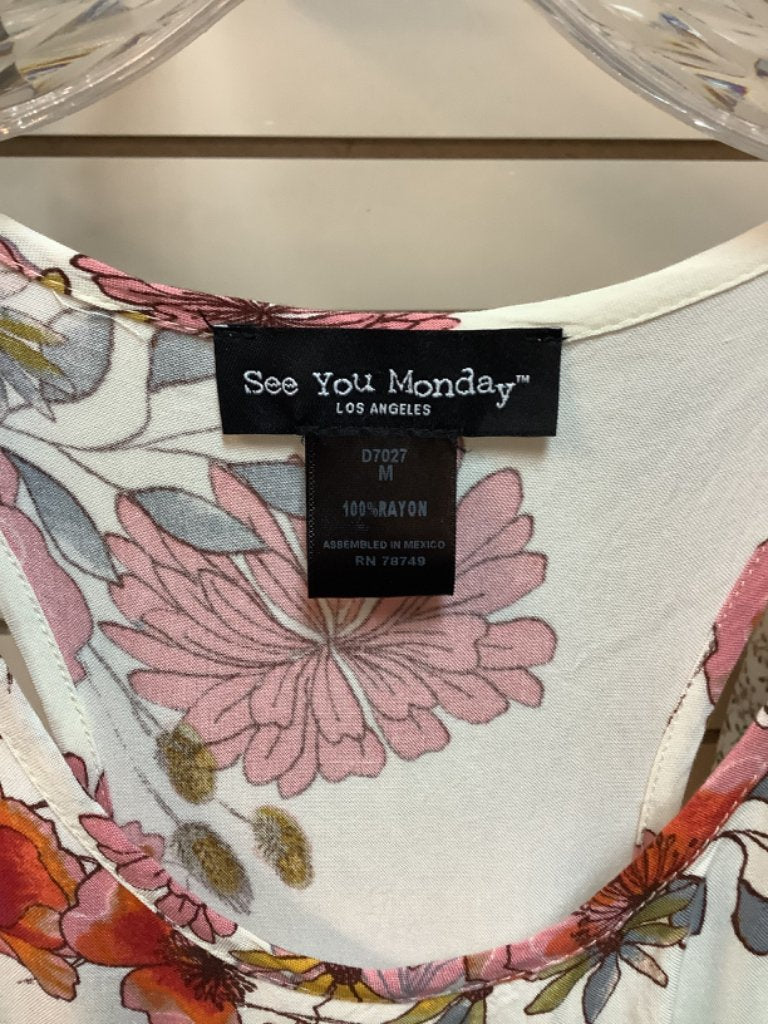 See You Monday™
LOS ANGELES
D7027
M
100%RAYON
ASSEMBLED IN MEXICO
RN 78749